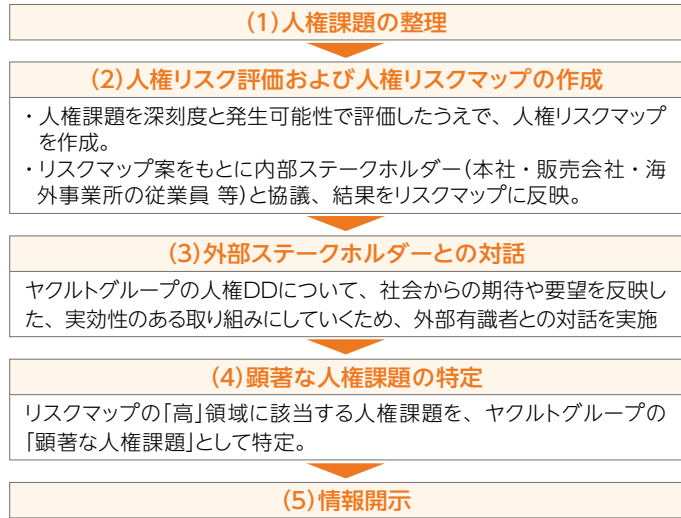 (1)人権課題の整理
(2)人権リスク評価および人権リスクマップの作成
・人権課題を深刻度と発生可能性で評価したうえで、人権リスクマップ
を作成。
・リスクマップ案をもとに内部ステークホルダー(本社・販売会社・海
外事業所の従業員 等)と協議、結果をリスクマップに反映。
(3)外部ステークホルダーとの対話
ヤクルトグループの人権DDについて、社会からの期待や要望を反映し
た、実効性のある取り組みにしていくため、外部有識者との対話を実施
(4)顕著な人権課題の特定
リスクマップの「高」領域に該当する人権課題を、ヤクルトグループの
「顕著な人権課題」として特定。
(5)情報開示